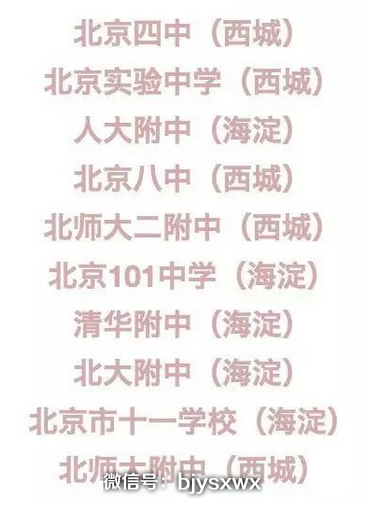 北京四中（西城）
北京实验中学（西城）
人大附中（海淀）
北京八中（西城）
北师大二附中（西城）
北京101中学（海淀）
清华附中（海淀）
北大附中（海淀）
北京市十一学校（海淀）
北师大附中（西城）
微信号：bjysxwx